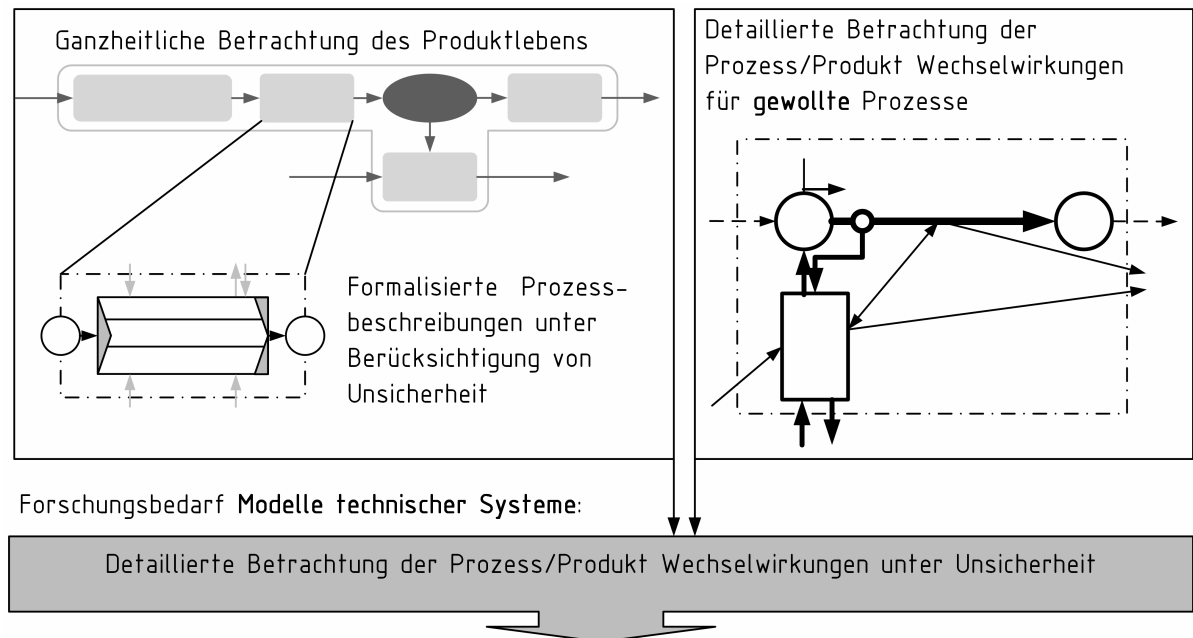 Ganzheitliche Betrachtung des Produktlebens
Formalisierte Prozess-
beschreibungen unter
Berücksichtigung von
Unsicherheit
Detaillierte Betrachtung der
Prozess/Produkt Wechselwirkungen
für gewollte Prozesse
Forschungsbedarf Modelle technischer Systeme:
Detaillierte Betrachtung der Prozess/Produkt Wechselwirkungen unter Unsicherheit